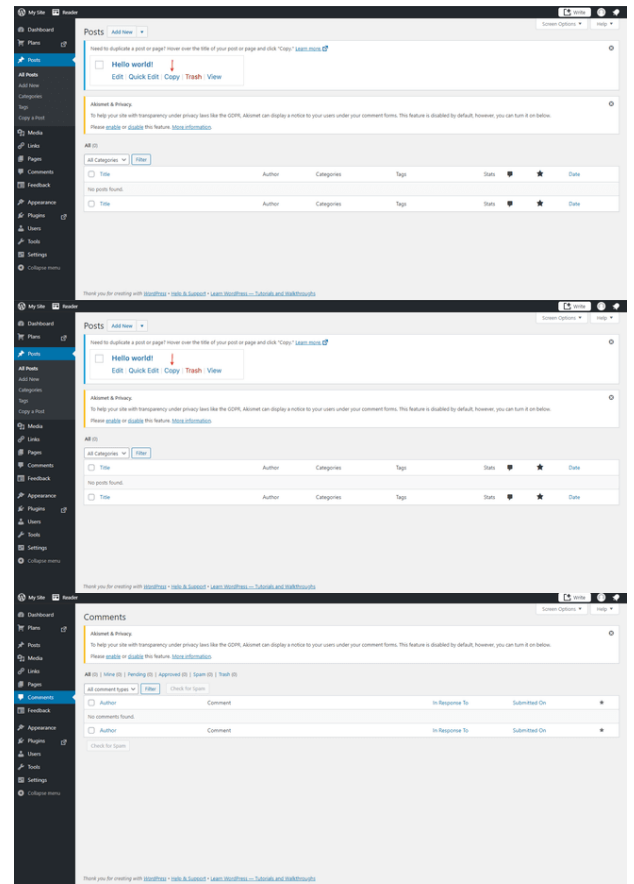 My Site Reader Write
Screen Options ▼ Help ▼
Dashboard
Plans
Posts
All Posts
Add New
Categories
Tags
Copy a Post
Media
Links
Pages
Comments
Feedback
Appearance
Plugins
Users
Tools
Settings
Collapse menu
Posts Add New ▼
Need to duplicate a post or page? Hover over the title of your post or page and click "Copy." Learn more.
Hello world!
Edit | Quick Edit | Copy | Trash | View
Akismet & Privacy.
To help your site with transparency under privacy laws like the GDPR, Akismet can display a notice to your users under your comment forms. This feature is disabled by default, however, you can turn it on below.
Please enable or disable this feature. More information.
All (0)
All Categories Filter
Title Author Categories Tags Stats Date
No posts found.
Title Author Categories Tags Stats Date
Thank you for creating with WordPress • Help & Support • Learn WordPress — Tutorials and Walkthroughs
My Site Reader Write
Screen Options ▼ Help ▼
Dashboard
Plans
Posts
All Posts
Add New
Categories
Tags
Copy a Post
Media
Links
Pages
Comments
Feedback
Appearance
Plugins
Users
Tools
Settings
Collapse menu
Posts Add New ▼
Need to duplicate a post or page? Hover over the title of your post or page and click "Copy." Learn more.
Hello world!
Edit | Quick Edit | Copy | Trash | View
Akismet & Privacy.
To help your site with transparency under privacy laws like the GDPR, Akismet can display a notice to your users under your comment forms. This feature is disabled by default, however, you can turn it on below.
Please enable or disable this feature. More information.
All (0)
All Categories Filter
Title Author Categories Tags Stats Date
No posts found.
Title Author Categories Tags Stats Date
Thank you for creating with WordPress • Help & Support • Learn WordPress — Tutorials and Walkthroughs
My Site Reader Write
Screen Options ▼ Help ▼
Dashboard
Plans
Posts
Media
Links
Pages
Comments
Feedback
Appearance
Plugins
Users
Tools
Settings
Collapse menu
Comments
Akismet & Privacy.
To help your site with transparency under privacy laws like the GDPR, Akismet can display a notice to your users under your comment forms. This feature is disabled by default, however, you can turn it on below.
Please enable or disable this feature. More information.
All (0) | Mine (0) | Pending (0) | Approved (0) | Spam (0) | Trash (0)
All comment types Filter Check for Spam
Author Comment In Response To Submitted On
No comments found.
Author Comment In Response To Submitted On
Check for Spam
Thank you for creating with WordPress • Help & Support • Learn WordPress — Tutorials and Walkthroughs